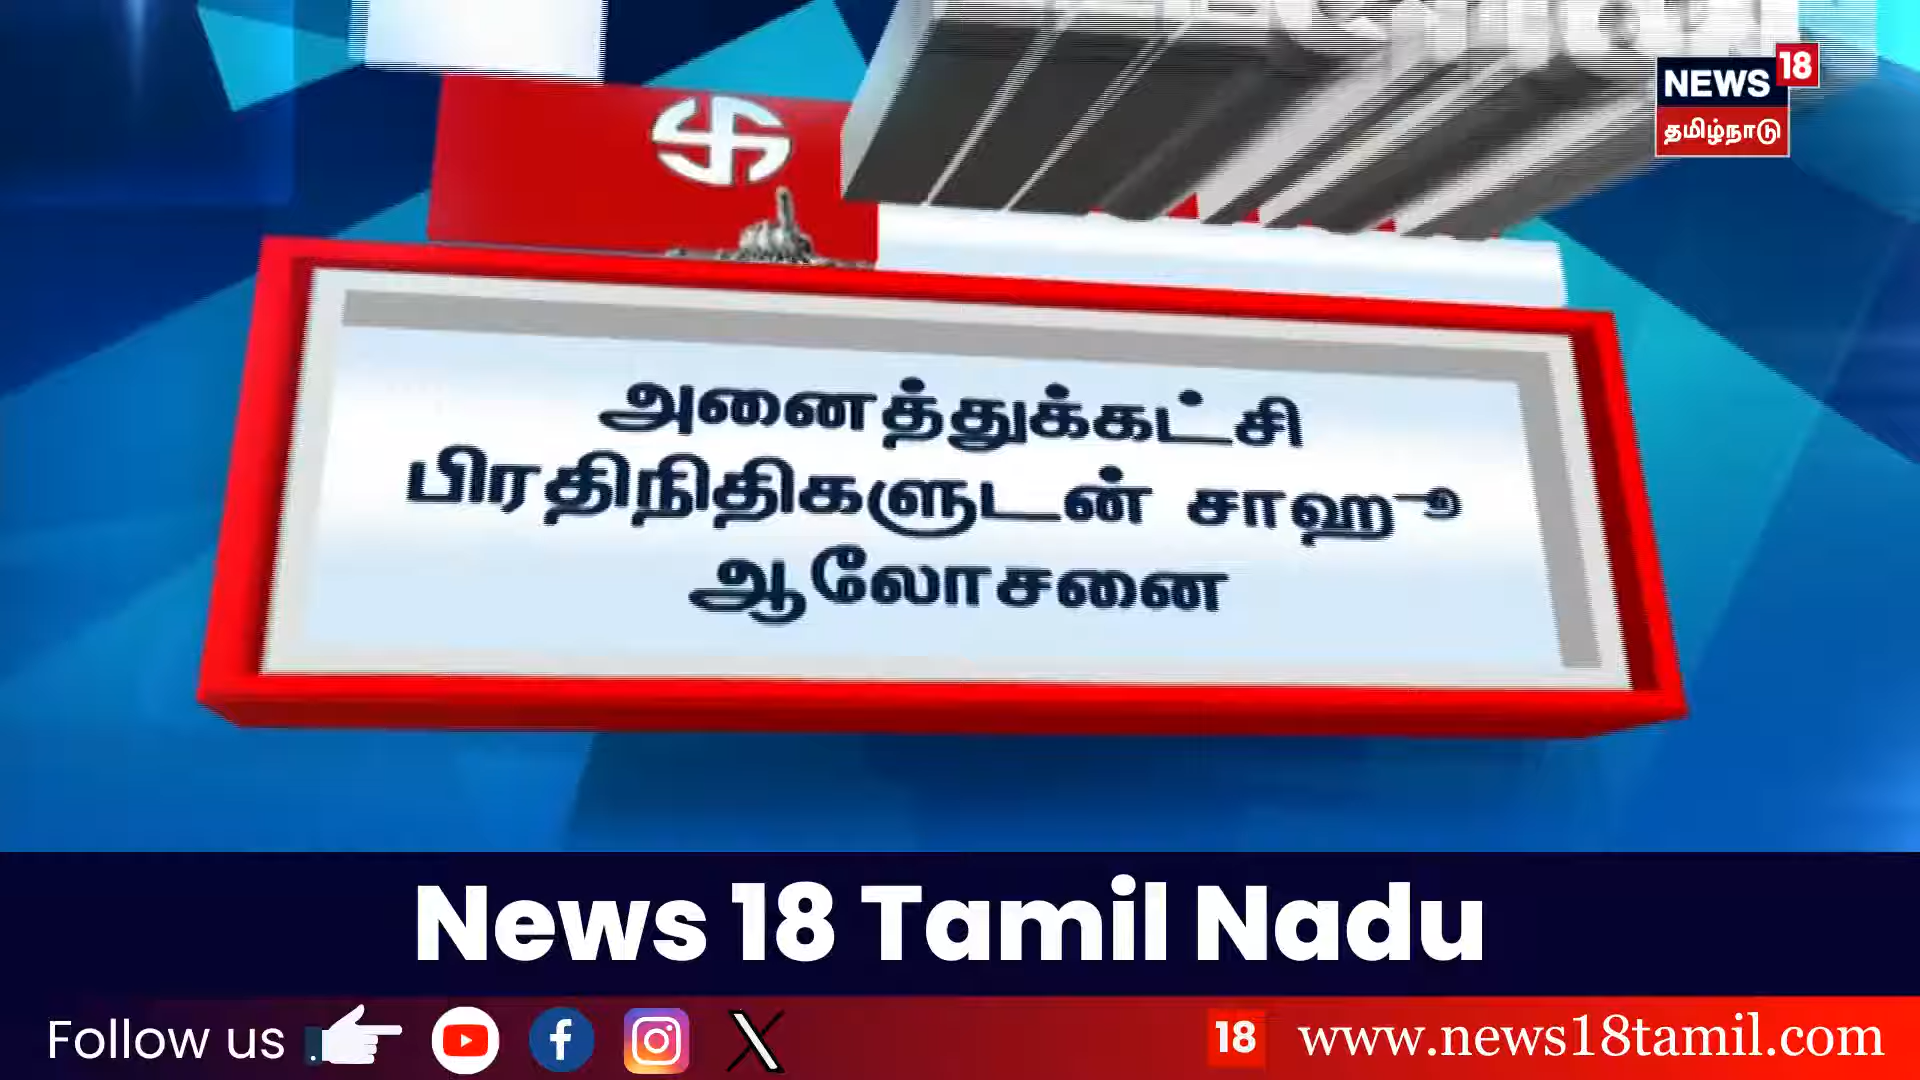 NEWS 18
தமிழ்நாடு
அனைத்துக்கட்சி
பிரதிநிதிகளுடன் சாஹூ
ஆலோசனை
News 18 Tamil Nadu
Follow us
18 www.news18tamil.com